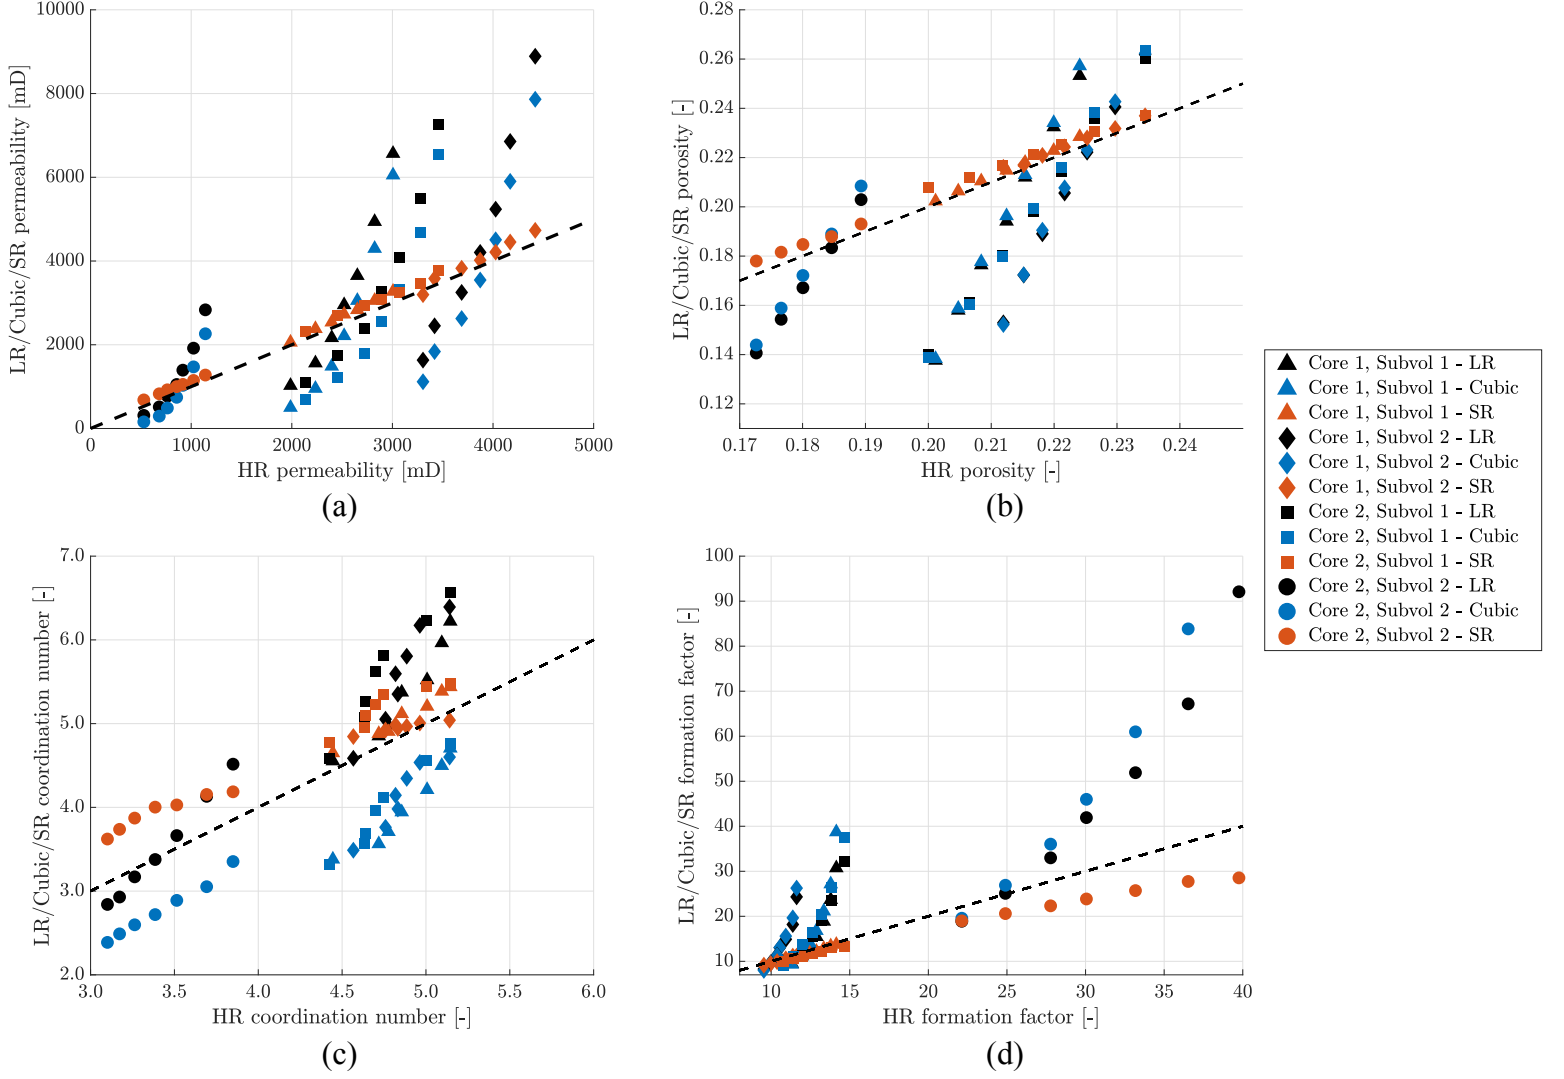 10000
8000
6000
4000
2000
0
LR/Cubic/SR permeability [mD]
0 1000 2000 3000 4000 5000
HR permeability [mD]
(a)
0.28
0.26
0.24
0.22
0.20
0.18
0.16
0.14
0.12
LR/Cubic/SR porosity [-]
0.17 0.18 0.19 0.20 0.21 0.22 0.23 0.24
HR porosity [-]
(b)
7.0
6.0
5.0
4.0
3.0
2.0
LR/Cubic/SR coordination number [-]
3.0 3.5 4.0 4.5 5.0 5.5 6.0
HR coordination number [-]
(c)
100
90
80
70
60
50
40
30
20
10
LR/Cubic/SR formation factor [-]
10 15 20 25 30 35 40
HR formation factor [-]
(d)
Core 1, Subvol 1 - LR
Core 1, Subvol 1 - Cubic
Core 1, Subvol 1 - SR
Core 1, Subvol 2 - LR
Core 1, Subvol 2 - Cubic
Core 1, Subvol 2 - SR
Core 2, Subvol 1 - LR
Core 2, Subvol 1 - Cubic
Core 2, Subvol 1 - SR
Core 2, Subvol 2 - LR
Core 2, Subvol 2 - Cubic
Core 2, Subvol 2 - SR